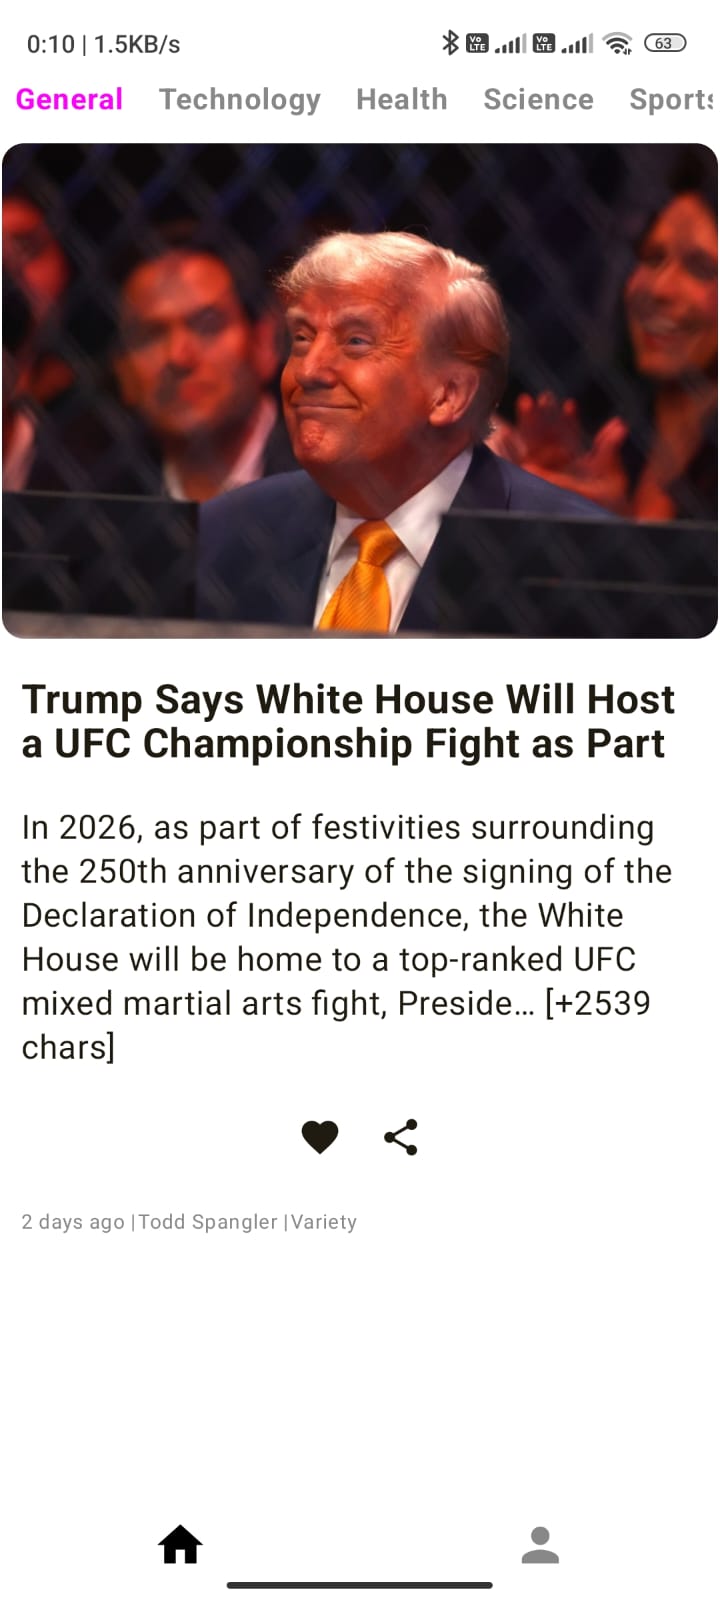 0:10 | 1.5KB/s
Vo LTE
Vo LTE
63
General Technology Health Science Sports
Trump Says White House Will Host
a UFC Championship Fight as Part
In 2026, as part of festivities surrounding
the 250th anniversary of the signing of the
Declaration of Independence, the White
House will be home to a top-ranked UFC
mixed martial arts fight, Preside… [+2539
chars]
2 days ago |Todd Spangler |Variety